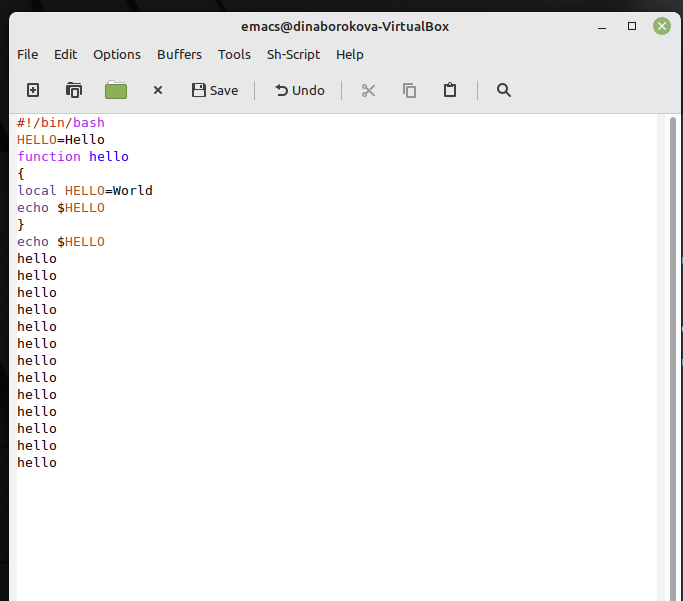 emacs@dinaborokova-VirtualBox
File Edit Options Buffers Tools Sh-Script Help
Save Undo
#!/bin/bash
HELLO=Hello
function hello
{
local HELLO=World
echo $HELLO
}
echo $HELLO
hello
hello
hello
hello
hello
hello
hello
hello
hello
hello
hello
hello
hello